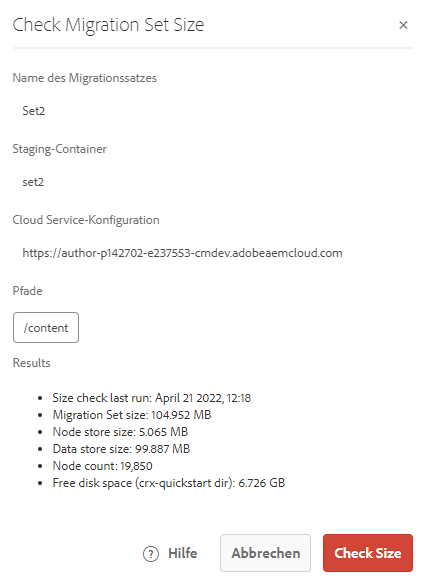 Check Migration Set Size
Name des Migrationssatzes
Set2
Staging-Container
set2
Cloud Service-Konfiguration
https://author-p142702-e237553-cmdev.adobeaemcloud.com
Pfade
/content
Results
• Size check last run: April 21 2022, 12:18
• Migration Set size: 104.952 MB
• Node store size: 5.065 MB
• Data store size: 99.887 MB
• Node count: 19,850
• Free disk space (crx-quickstart dir): 6.726 GB
? Hilfe Abbrechen Check Size